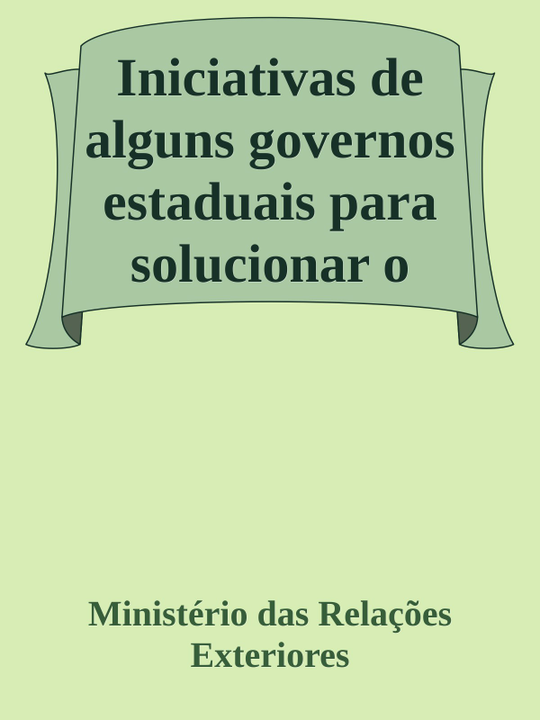 Iniciativas de
alguns governos
estaduais para
solucionar o
Ministério das Relações
Exteriores